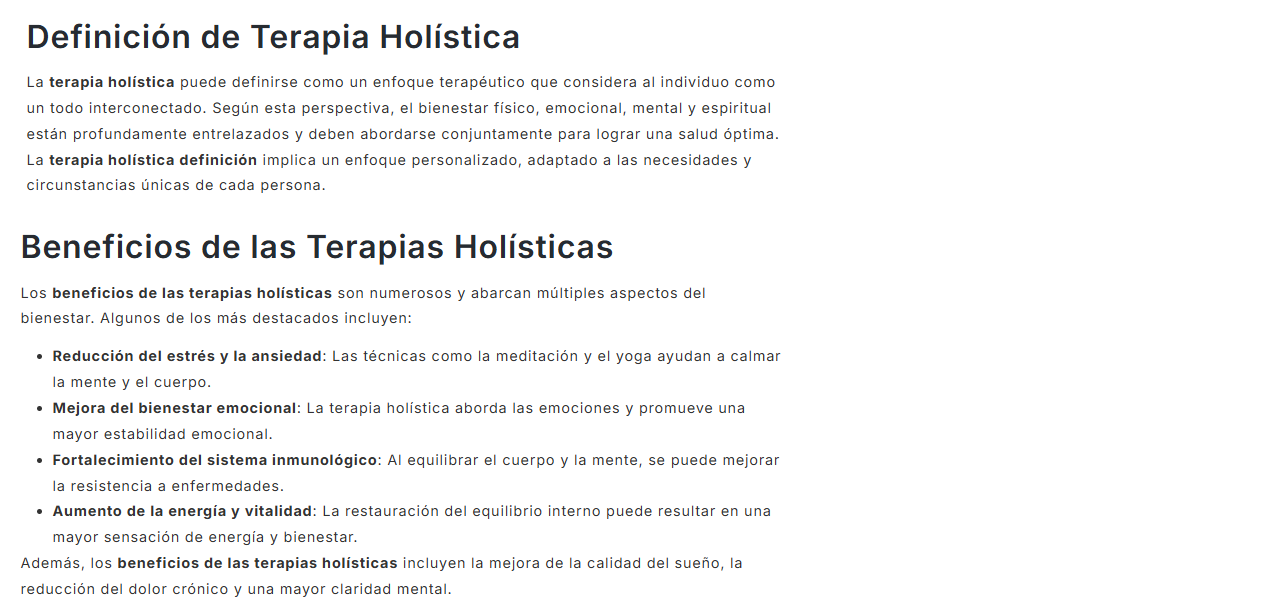 Definición de Terapia Holística
La terapia holística puede definirse como un enfoque terapéutico que considera al individuo como
un todo interconectado. Según esta perspectiva, el bienestar físico, emocional, mental y espiritual
están profundamente entrelazados y deben abordarse conjuntamente para lograr una salud óptima.
La terapia holística definición implica un enfoque personalizado, adaptado a las necesidades y
circunstancias únicas de cada persona.
Beneficios de las Terapias Holísticas
Los beneficios de las terapias holísticas son numerosos y abarcan múltiples aspectos del
bienestar. Algunos de los más destacados incluyen:
• Reducción del estrés y la ansiedad: Las técnicas como la meditación y el yoga ayudan a calmar
la mente y el cuerpo.
• Mejora del bienestar emocional: La terapia holística aborda las emociones y promueve una
mayor estabilidad emocional.
• Fortalecimiento del sistema inmunológico: Al equilibrar el cuerpo y la mente, se puede mejorar
la resistencia a enfermedades.
• Aumento de la energía y vitalidad: La restauración del equilibrio interno puede resultar en una
mayor sensación de energía y bienestar.
Además, los beneficios de las terapias holísticas incluyen la mejora de la calidad del sueño, la
reducción del dolor crónico y una mayor claridad mental.